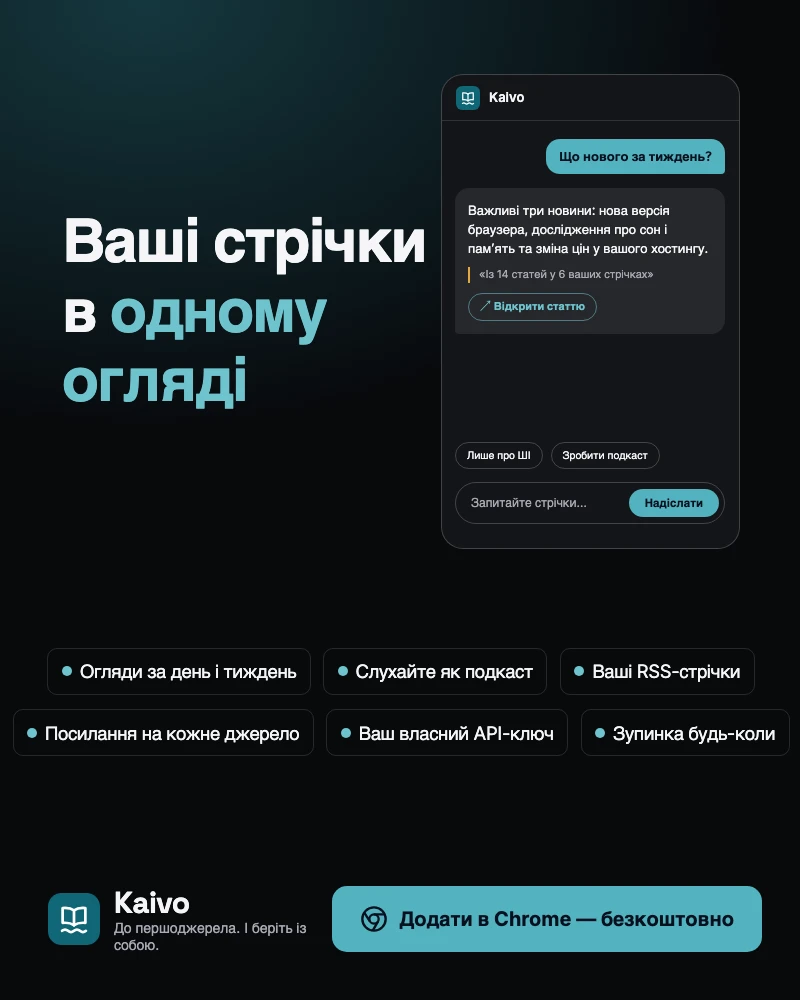 Kaivo
Що нового за тиждень?
Ваші стрічки
в одному
огляді
Важливі три новини: нова версія
браузера, дослідження про сон і
пам’ять та зміна цін у вашого хостингу.
«Із 14 статей у 6 ваших стрічках»
↗ Відкрити статтю
Лише про ШІ
Зробити подкаст
Запитайте стрічки...
Надіслати
Огляди за день і тиждень
Слухайте як подкаст
Ваші RSS-стрічки
Посилання на кожне джерело
Ваш власний API-ключ
Зупинка будь-коли
Kaivo
До першоджерела. І беріть із
собою.
Додати в Chrome — безкоштовно